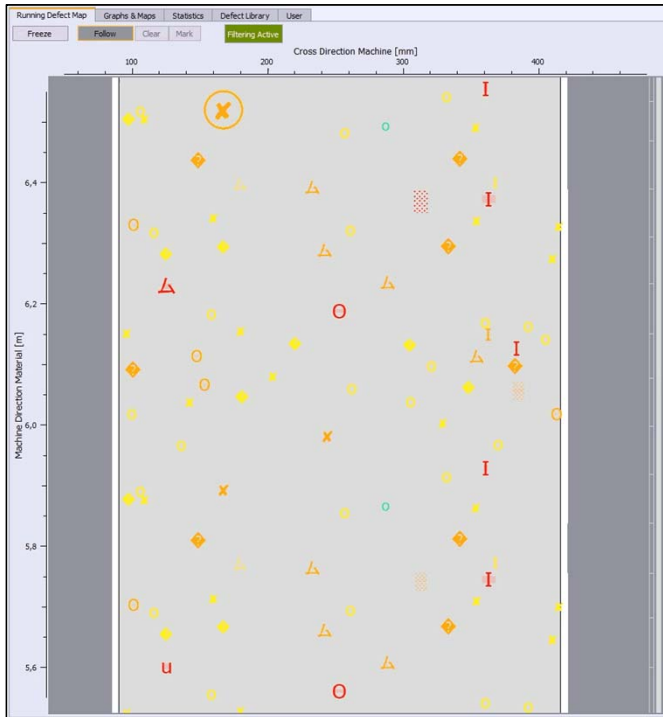 Running Defect Map Graphs & Maps Statistics Defect Library User
Freeze Follow Clear Mark Filtering Active
Cross Direction Machine [mm]
100 200 300 400
Machine Direction Material [m]
6,4
6,2
6,0
5,8
5,6